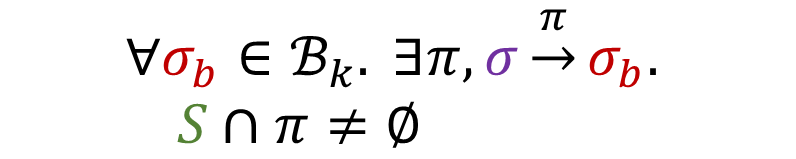 ∀σ_b ∈ ℬ_k. ∃π, σ →^π σ_b.
S ∩ π ≠ ∅